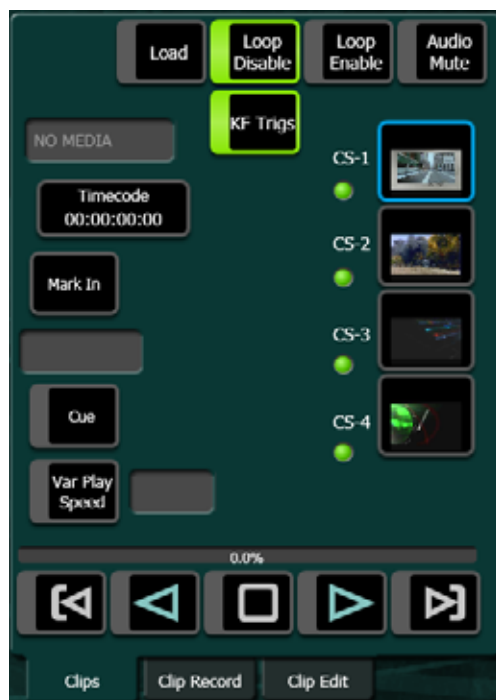 Load
Loop
Disable
Loop
Enable
Audio
Mute
KF Trigs
NO MEDIA
CS-1
Timecode
00:00:00:00
CS-2
Mark In
CS-3
Cue
CS-4
Var Play
Speed
0.0%
Clips
Clip Record
Clip Edit